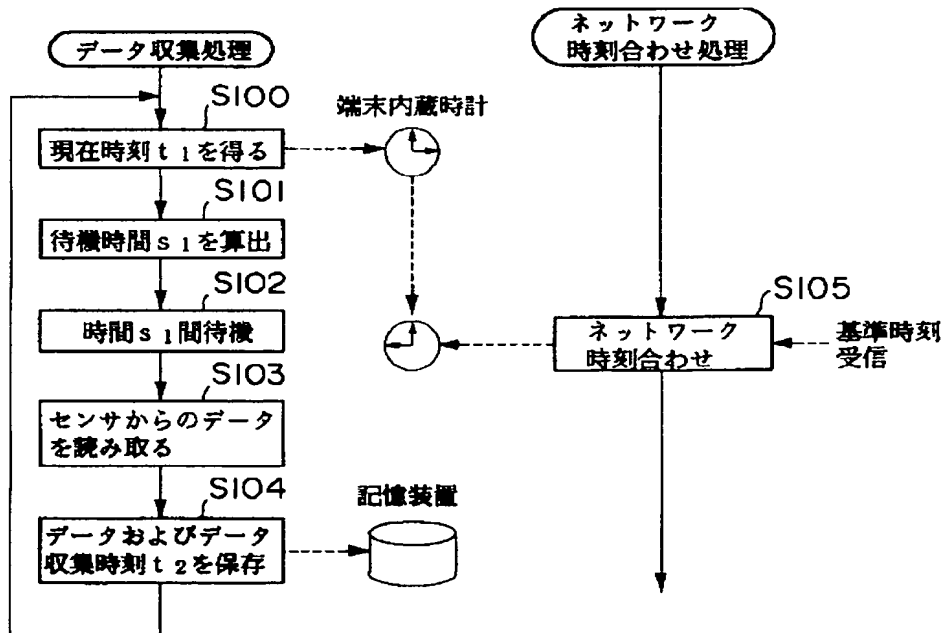 データ収集処理
S100
現在時刻t1を得る
S101
待機時間s1を算出
S102
時間s1間待機
S103
センサからのデータ
を読み取る
S104
データおよびデータ
収集時刻t2を保存
端末内蔵時計
記憶装置
ネットワーク
時刻合わせ処理
S105
ネットワーク
時刻合わせ
基準時刻
受信